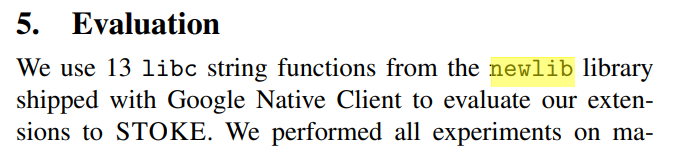 5. Evaluation
We use 13 libc string functions from the newlib library
shipped with Google Native Client to evaluate our exten-
sions to STOKE. We performed all experiments on ma-